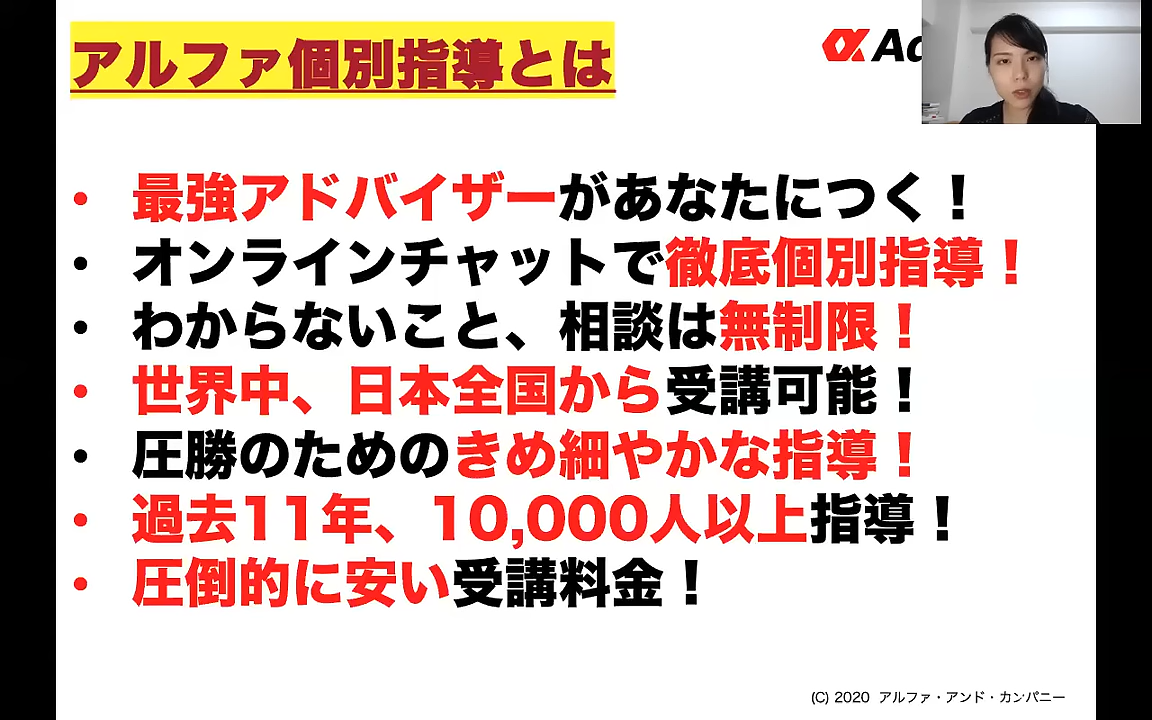 アルファ個別指導とは
α Ac
・ 最強アドバイザーがあなたにつく！
・ オンラインチャットで徹底個別指導！
・ わからないこと、相談は無制限！
・ 世界中、日本全国から受講可能！
・ 圧勝のためのきめ細やかな指導！
・ 過去11年、10,000人以上指導！
・ 圧倒的に安い受講料金！
(C) 2020 アルファ・アンド・カンパニー